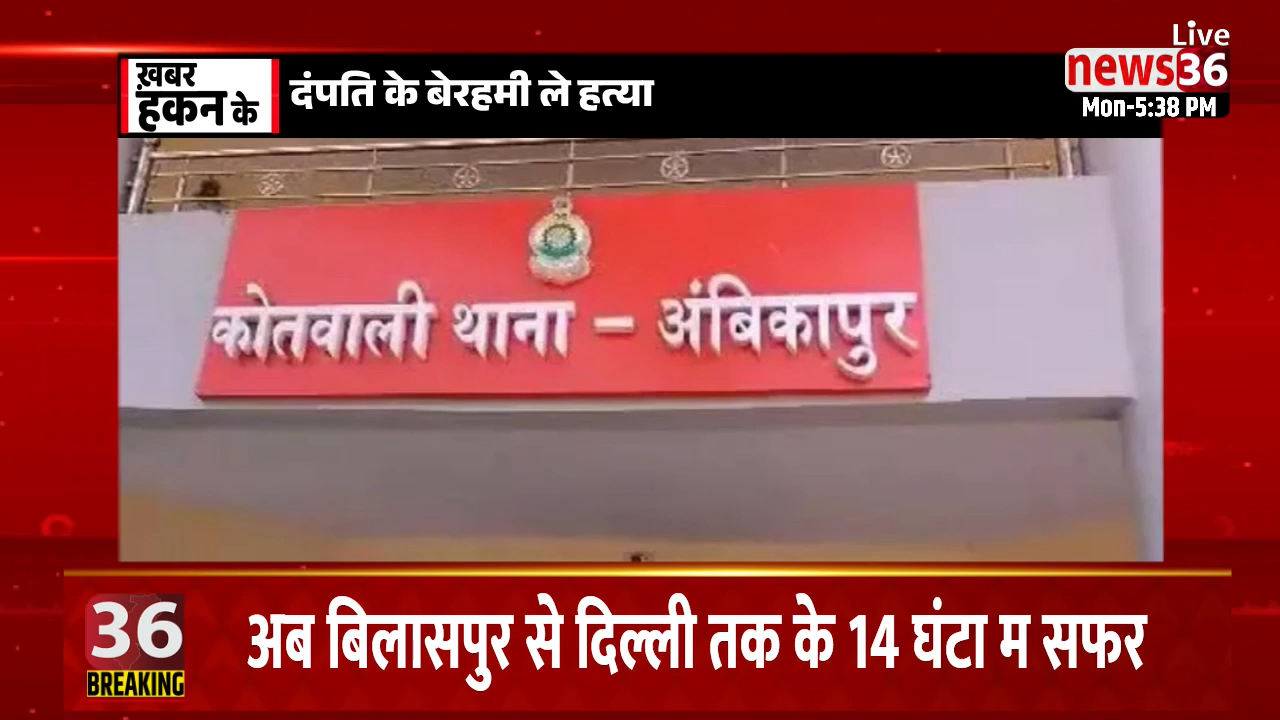 Live
news36
Mon-5:38 PM
ख़बर
हकन के
दंपति के बेरहमी ले हत्या
कोतवाली थाना – अंबिकापुर
36
BREAKING
अब बिलासपुर से दिल्ली तक के 14 घंटा म सफर